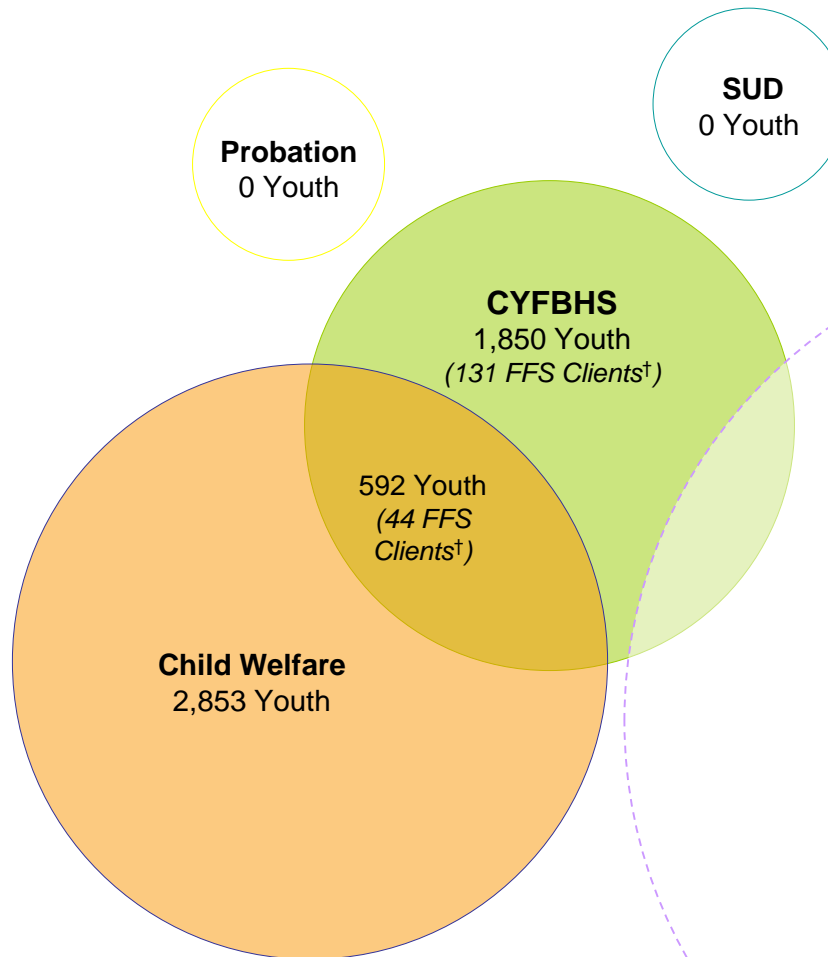 SUD
0 Youth
Probation
0 Youth
CYFBHS
1,850 Youth
(131 FFS Clients†)
592 Youth
(44 FFS
Clients†)
Child Welfare
2,853 Youth